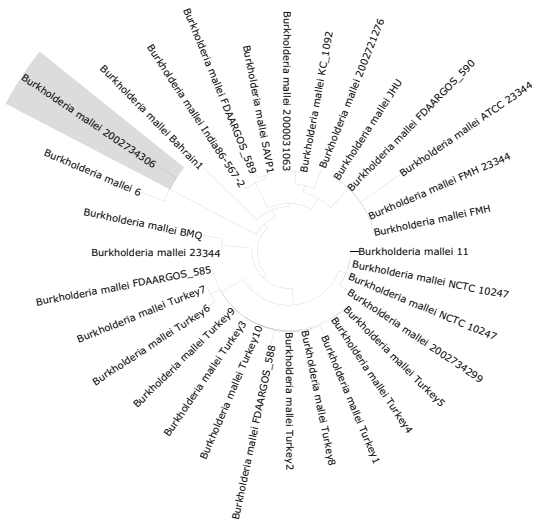 Burkholderia mallei 2000031063
Burkholderia mallei KC_1092
Burkholderia mallei 2002721276
Burkholderia mallei JHU
Burkholderia mallei FDAARGOS_590
Burkholderia mallei ATCC 23344
Burkholderia mallei FMH 23344
Burkholderia mallei FMH
Burkholderia mallei 11
Burkholderia mallei NCTC 10247
Burkholderia mallei NCTC 10247
Burkholderia mallei 2002734299
Burkholderia mallei Turkey5
Burkholderia mallei Turkey4
Burkholderia mallei Turkey1
Burkholderia mallei Turkey8
Burkholderia mallei Turkey2
Burkholderia mallei FDAARGOS_588
Burkholderia mallei Turkey10
Burkholderia mallei Turkey3
Burkholderia mallei Turkey9
Burkholderia mallei Turkey6
Burkholderia mallei Turkey7
Burkholderia mallei FDAARGOS_585
Burkholderia mallei 23344
Burkholderia mallei BMQ
Burkholderia mallei 6
Burkholderia mallei 2002734306
Burkholderia mallei Bahrain1
Burkholderia mallei India86-567-2
Burkholderia mallei FDAARGOS_589
Burkholderia mallei SAVP1